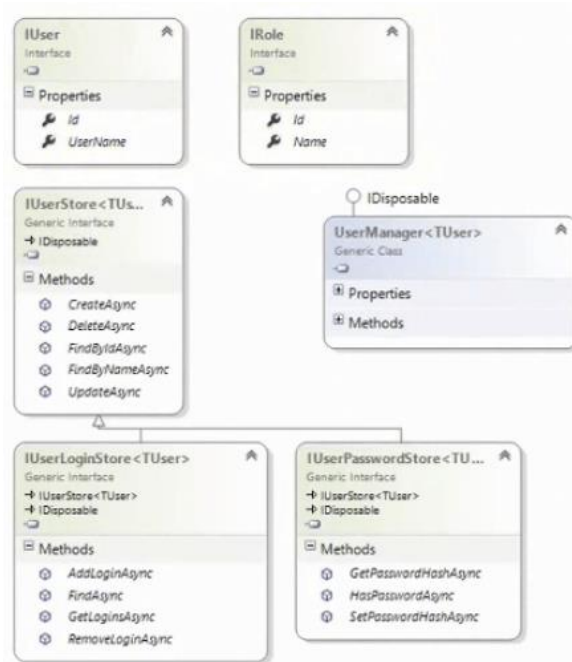 IUser
Interface
Properties
Id
UserName
IRole
Interface
Properties
Id
Name
IUserStore<TUs...
Generic Interface
IDisposable
Methods
CreateAsync
DeleteAsync
FindByIdAsync
FindByNameAsync
UpdateAsync
IDisposable
UserManager<TUser>
Generic Class
Properties
Methods
IUserLoginStore<TUser>
Generic Interface
IUserStore<TUser>
IDisposable
Methods
AddLoginAsync
FindAsync
GetLoginsAsync
RemoveLoginAsync
IUserPasswordStore<TU...
Generic Interface
IUserStore<TUser>
IDisposable
Methods
GetPasswordHashAsync
HasPasswordAsync
SetPasswordHashAsync